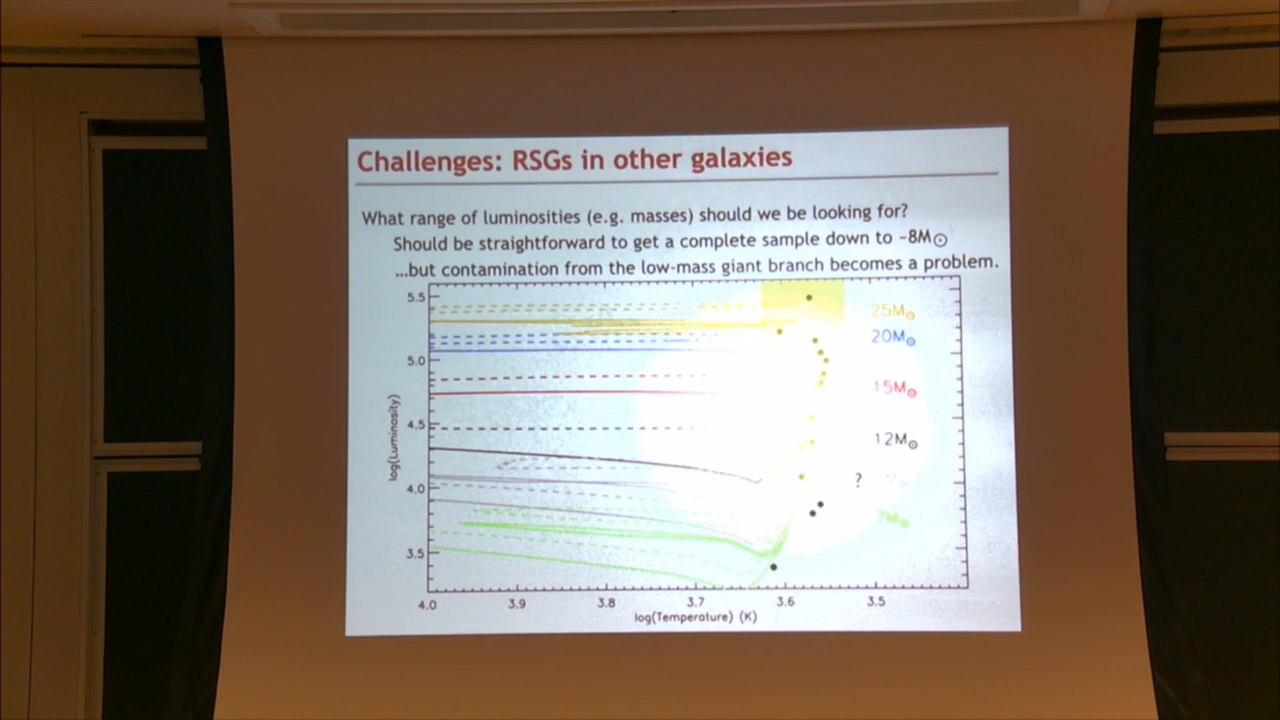 Challenges: RSGs in other galaxies
What range of luminosities (e.g. masses) should we be looking for?
Should be straightforward to get a complete sample down to ~8M⊙
...but contamination from the low-mass giant branch becomes a problem.
5.5
5.0
4.5
4.0
3.5
log(Luminosity)
25M⊙
20M⊙
15M⊙
12M⊙
?
4.0 3.9 3.8 3.7 3.6 3.5
log(Temperature) (K)